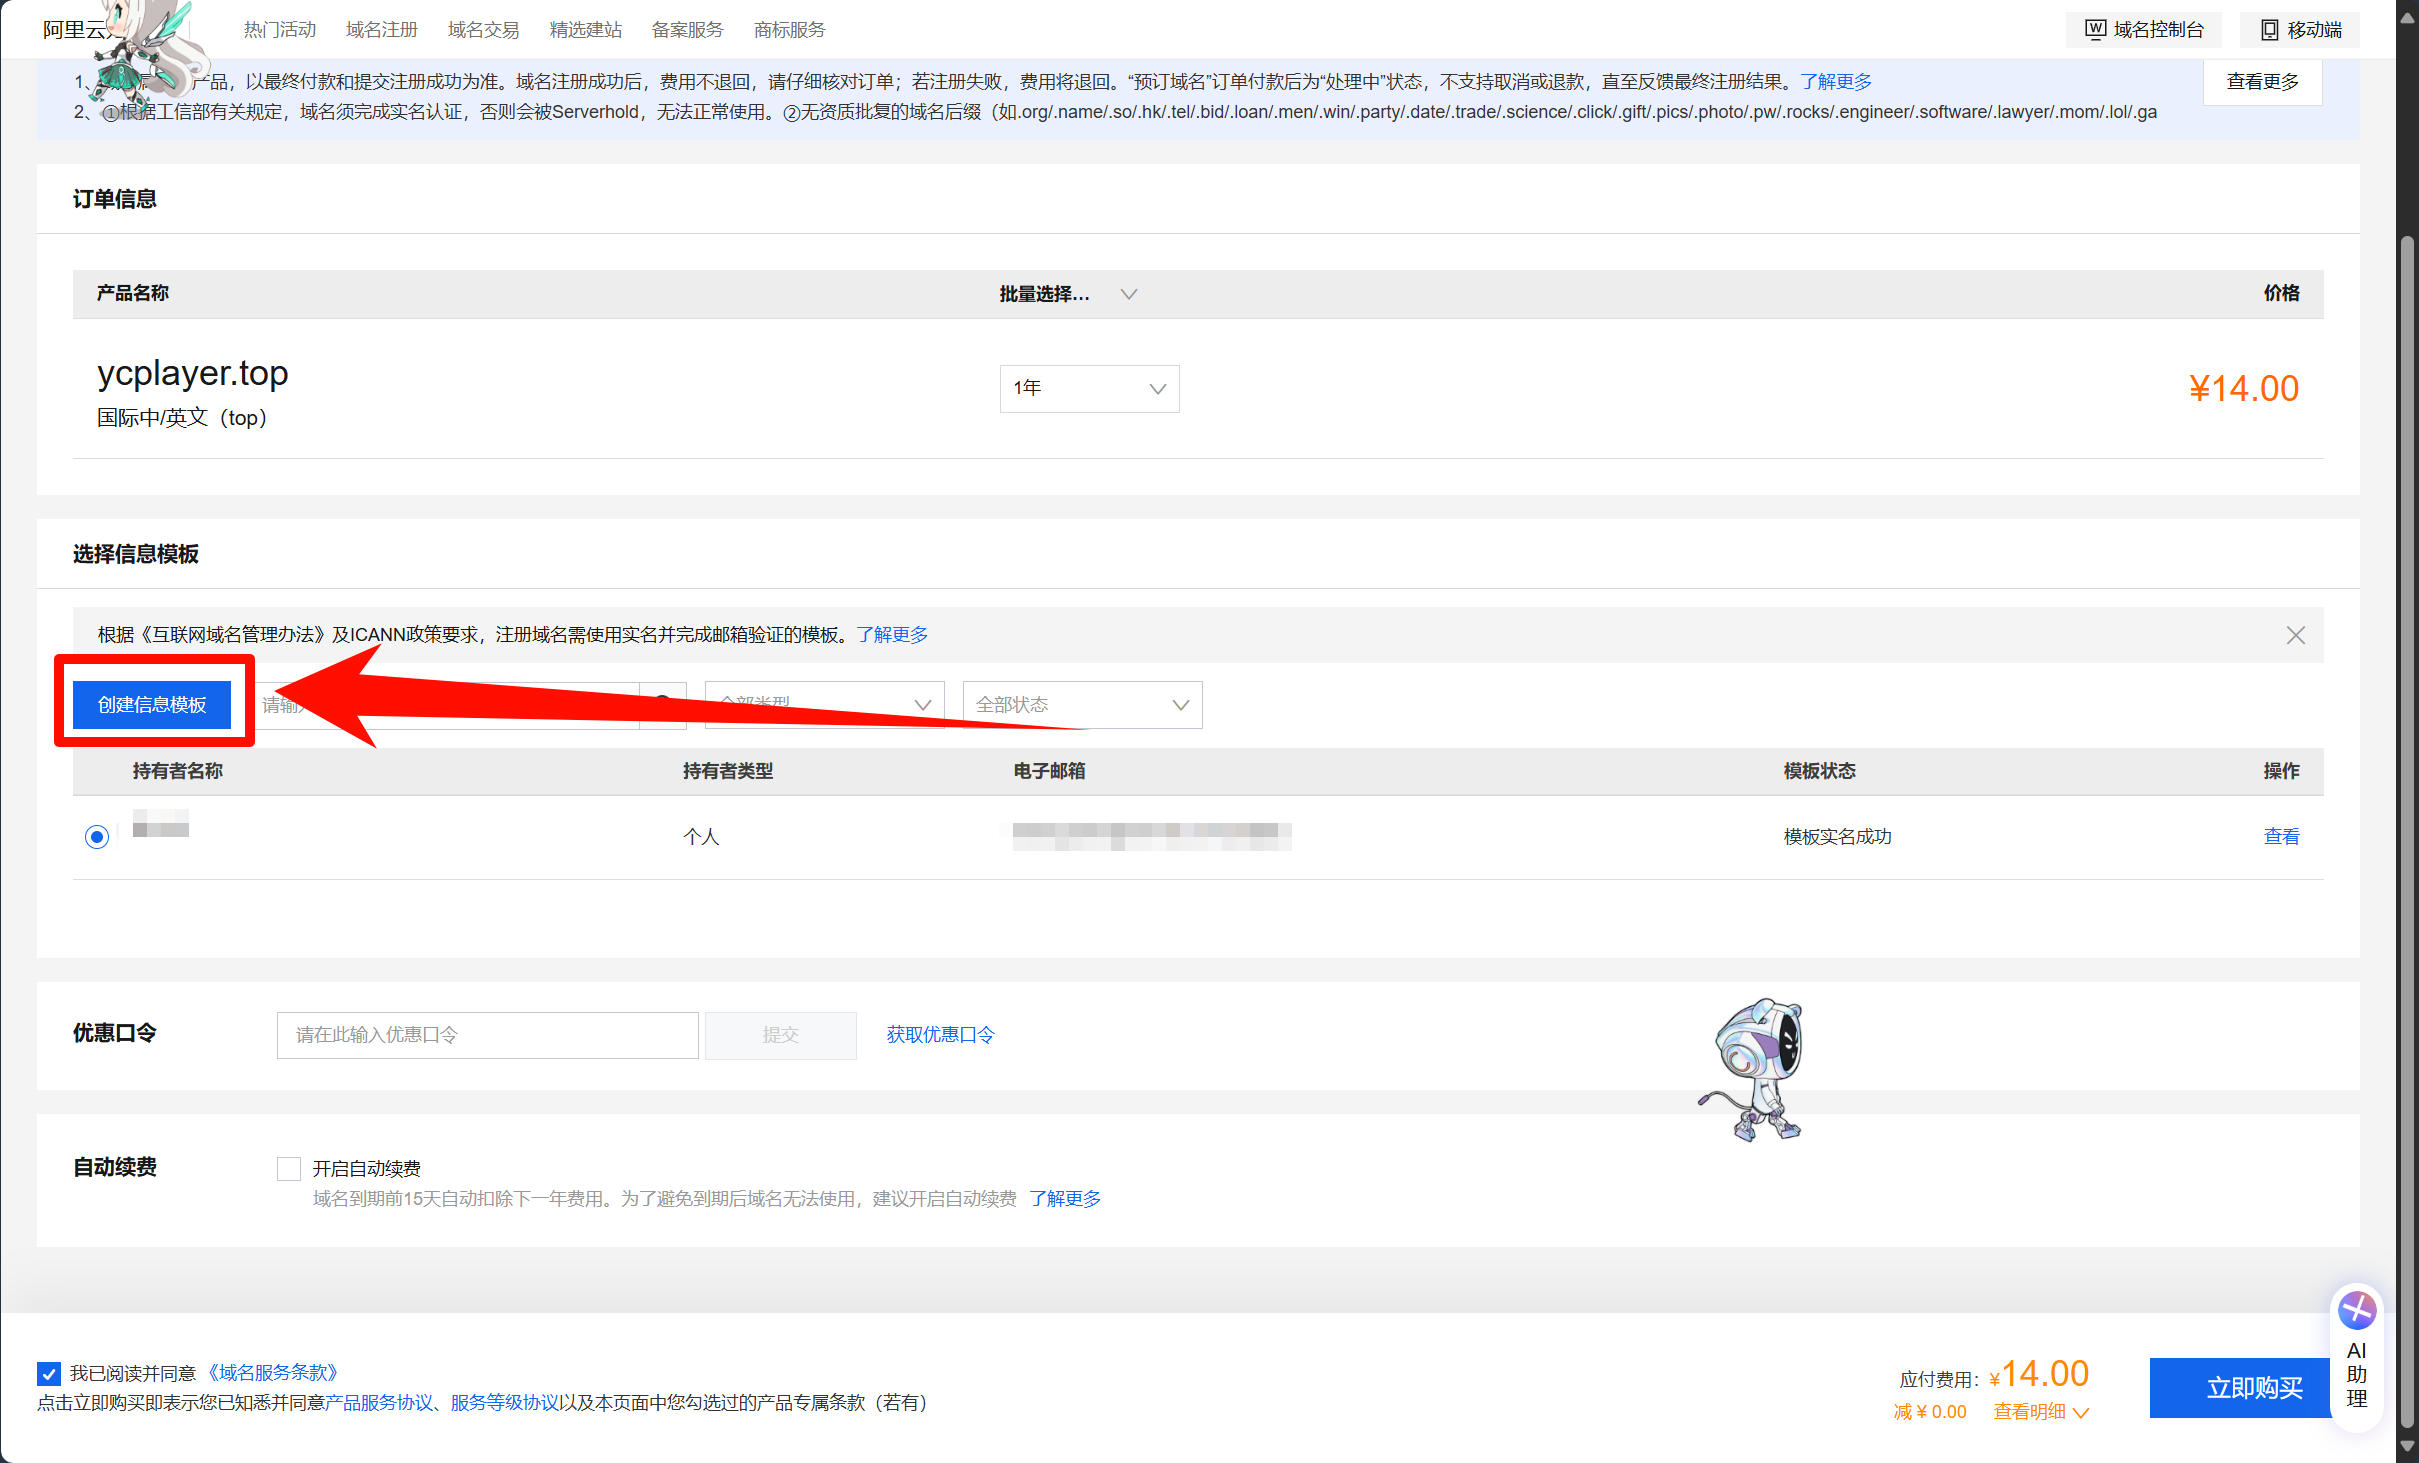 阿里云
热门活动 域名注册 域名交易 精选建站 备案服务 商标服务 域名控制台 移动端
1、 产品，以最终付款和提交注册成功为准。域名注册成功后，费用不退回，请仔细核对订单；若注册失败，费用将退回。“预订域名”订单付款后为“处理中”状态，不支持取消或退款，直至反馈最终注册结果。了解更多
查看更多
2、①根据工信部有关规定，域名须完成实名认证，否则会被Serverhold，无法正常使用。②无资质批复的域名后缀（如.org/.name/.so/.hk/.tel/.bid/.loan/.men/.win/.party/.date/.trade/.science/.click/.gift/.pics/.photo/.pw/.rocks/.engineer/.software/.lawyer/.mom/.lol/.ga
订单信息
产品名称 批量选择... 价格
ycplayer.top
国际中/英文（top）
1年
¥14.00
选择信息模板
根据《互联网域名管理办法》及ICANN政策要求，注册域名需使用实名并完成邮箱验证的模板。了解更多
创建信息模板 请输入 全部类型 全部状态
持有者名称 持有者类型 电子邮箱 模板状态 操作
个人 模板实名成功 查看
优惠口令 请在此输入优惠口令 提交 获取优惠口令
自动续费 开启自动续费
域名到期前15天自动扣除下一年费用。为了避免到期后域名无法使用，建议开启自动续费 了解更多
我已阅读并同意 《域名服务条款》
点击立即购买即表示您已知悉并同意产品服务协议、服务等级协议以及本页面中您勾选过的产品专属条款（若有）
应付费用：¥14.00
减 ¥ 0.00 查看明细
立即购买
AI
助
理